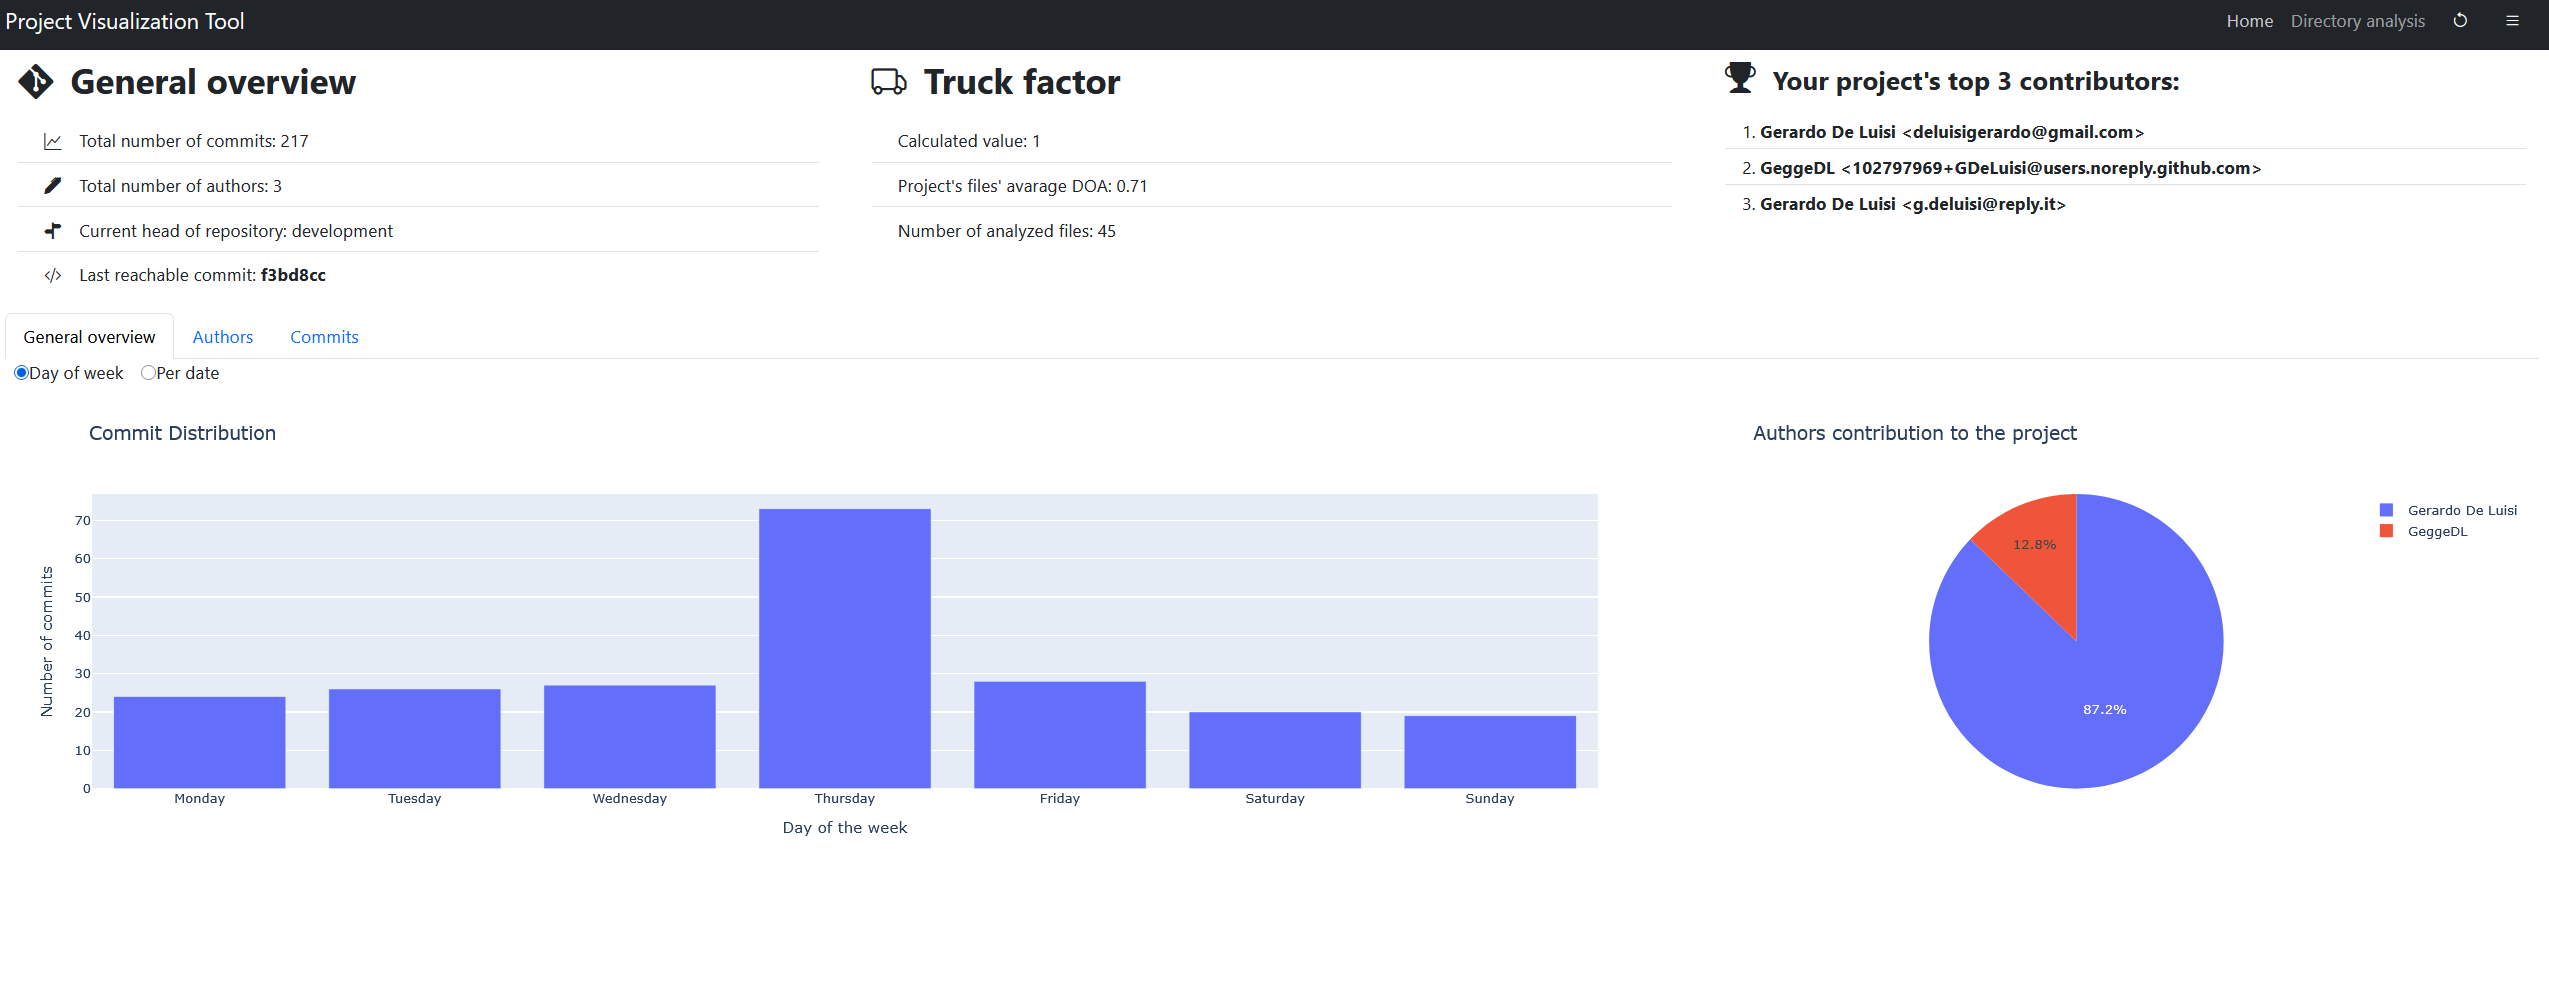 Project Visualization Tool
Home
Directory analysis
General overview
Total number of commits: 217
Total number of authors: 3
Current head of repository: development
Last reachable commit: f3bd8cc
Truck factor
Calculated value: 1
Project's files' avarage DOA: 0.71
Number of analyzed files: 45
Your project's top 3 contributors:
1. Gerardo De Luisi <deluisigerardo@gmail.com>
2. GeggeDL <102797969+GDeLuisi@users.noreply.github.com>
3. Gerardo De Luisi <g.deluisi@reply.it>
General overview
Authors
Commits
Day of week
Per date
Commit Distribution
Number of commits
70
60
50
40
30
20
10
0
Monday
Tuesday
Wednesday
Thursday
Friday
Saturday
Sunday
Day of the week
Authors contribution to the project
12.8%
87.2%
Gerardo De Luisi
GeggeDL